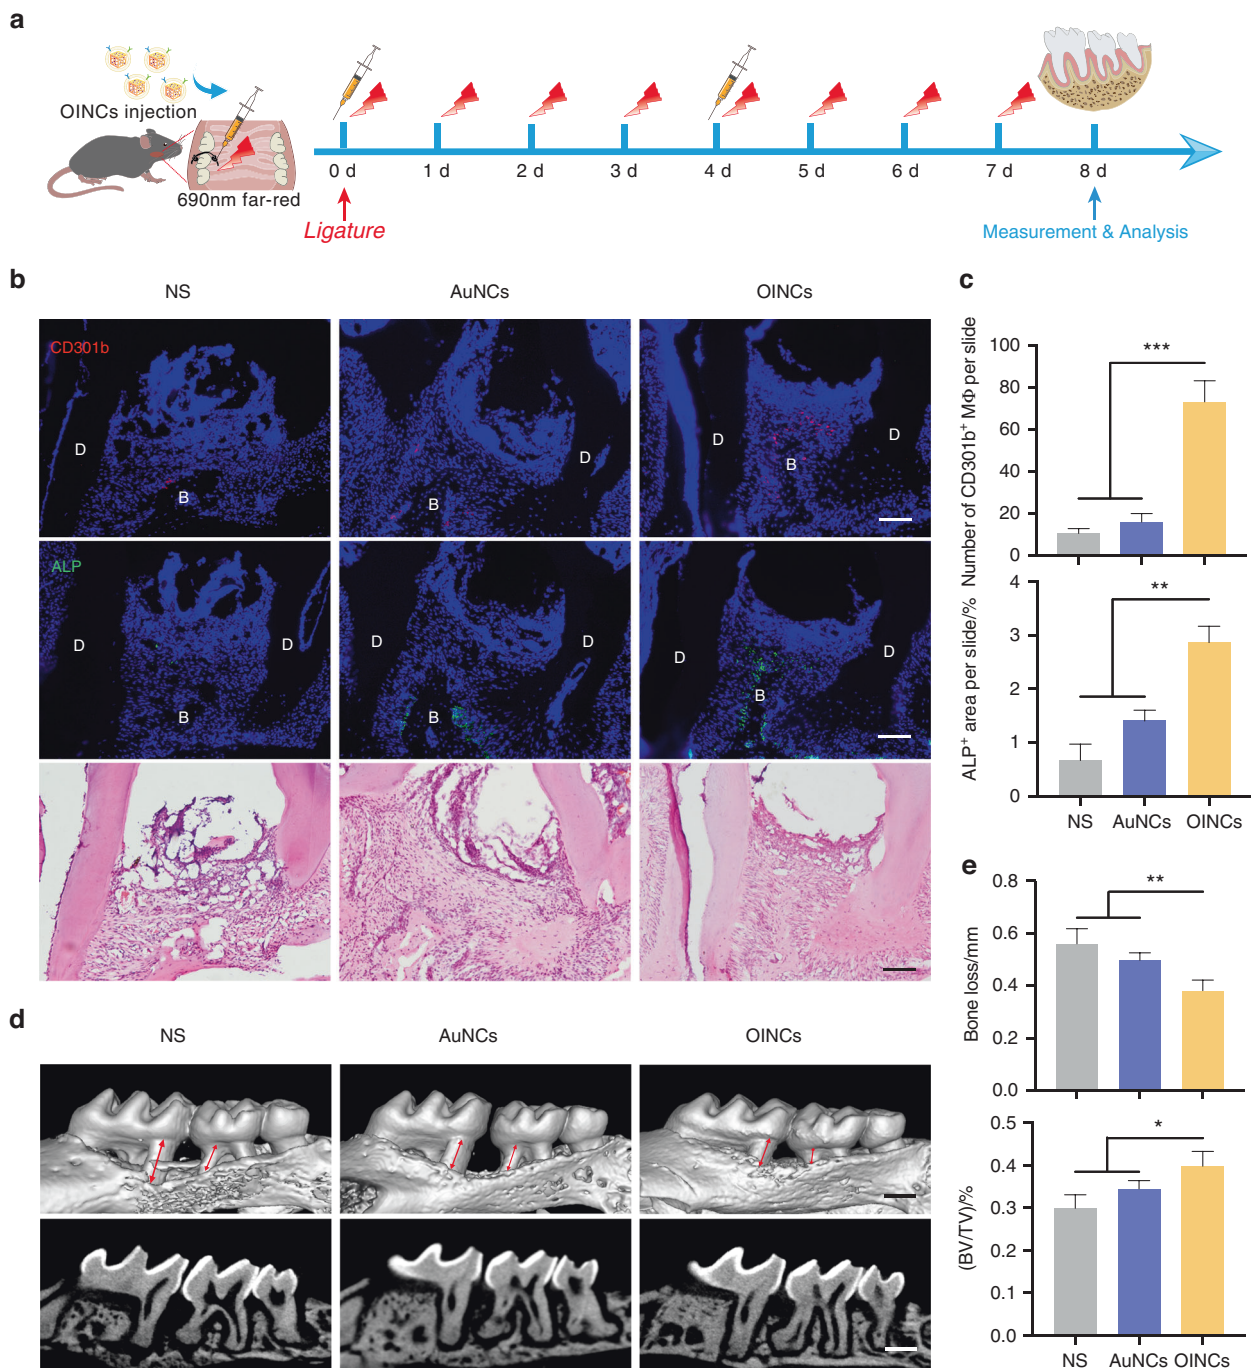 a
OINCs injection
690nm far-red
0 d 1 d 2 d 3 d 4 d 5 d 6 d 7 d 8 d
Ligature
Measurement & Analysis
b
NS AuNCs OINCs
CD301b
D B
D B
D B D
ALP
D B D
D B D
D B D
c
Number of CD301b⁺ MΦ per slide
100
80
60
40
20
0
***
ALP⁺ area per slide/%
4
3
2
1
0
**
NS AuNCs OINCs
d
NS AuNCs OINCs
e
Bone loss/mm
0.8
0.6
0.4
0.2
0.0
**
(BV/TV)/%
0.5
0.4
0.3
0.2
0.1
0.0
*
NS AuNCs OINCs